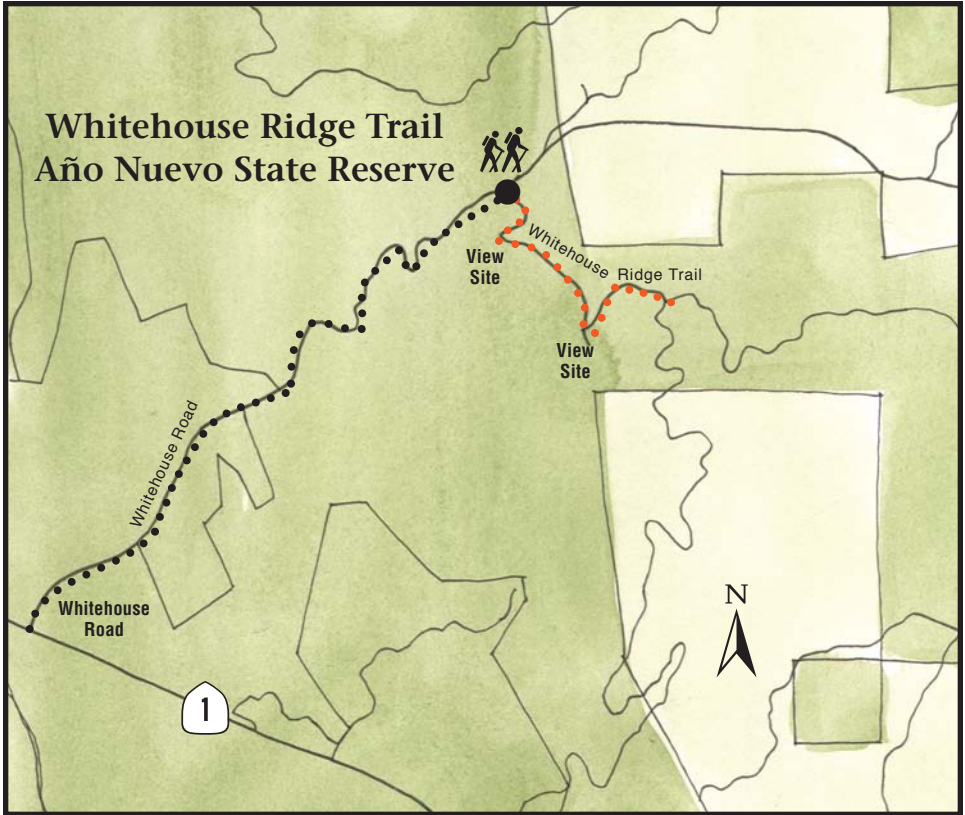 Whitehouse Ridge Trail
Año Nuevo State Reserve
View
Site
Whitehouse Ridge Trail
View
Site
Whitehouse Road
Whitehouse
Road
N
1